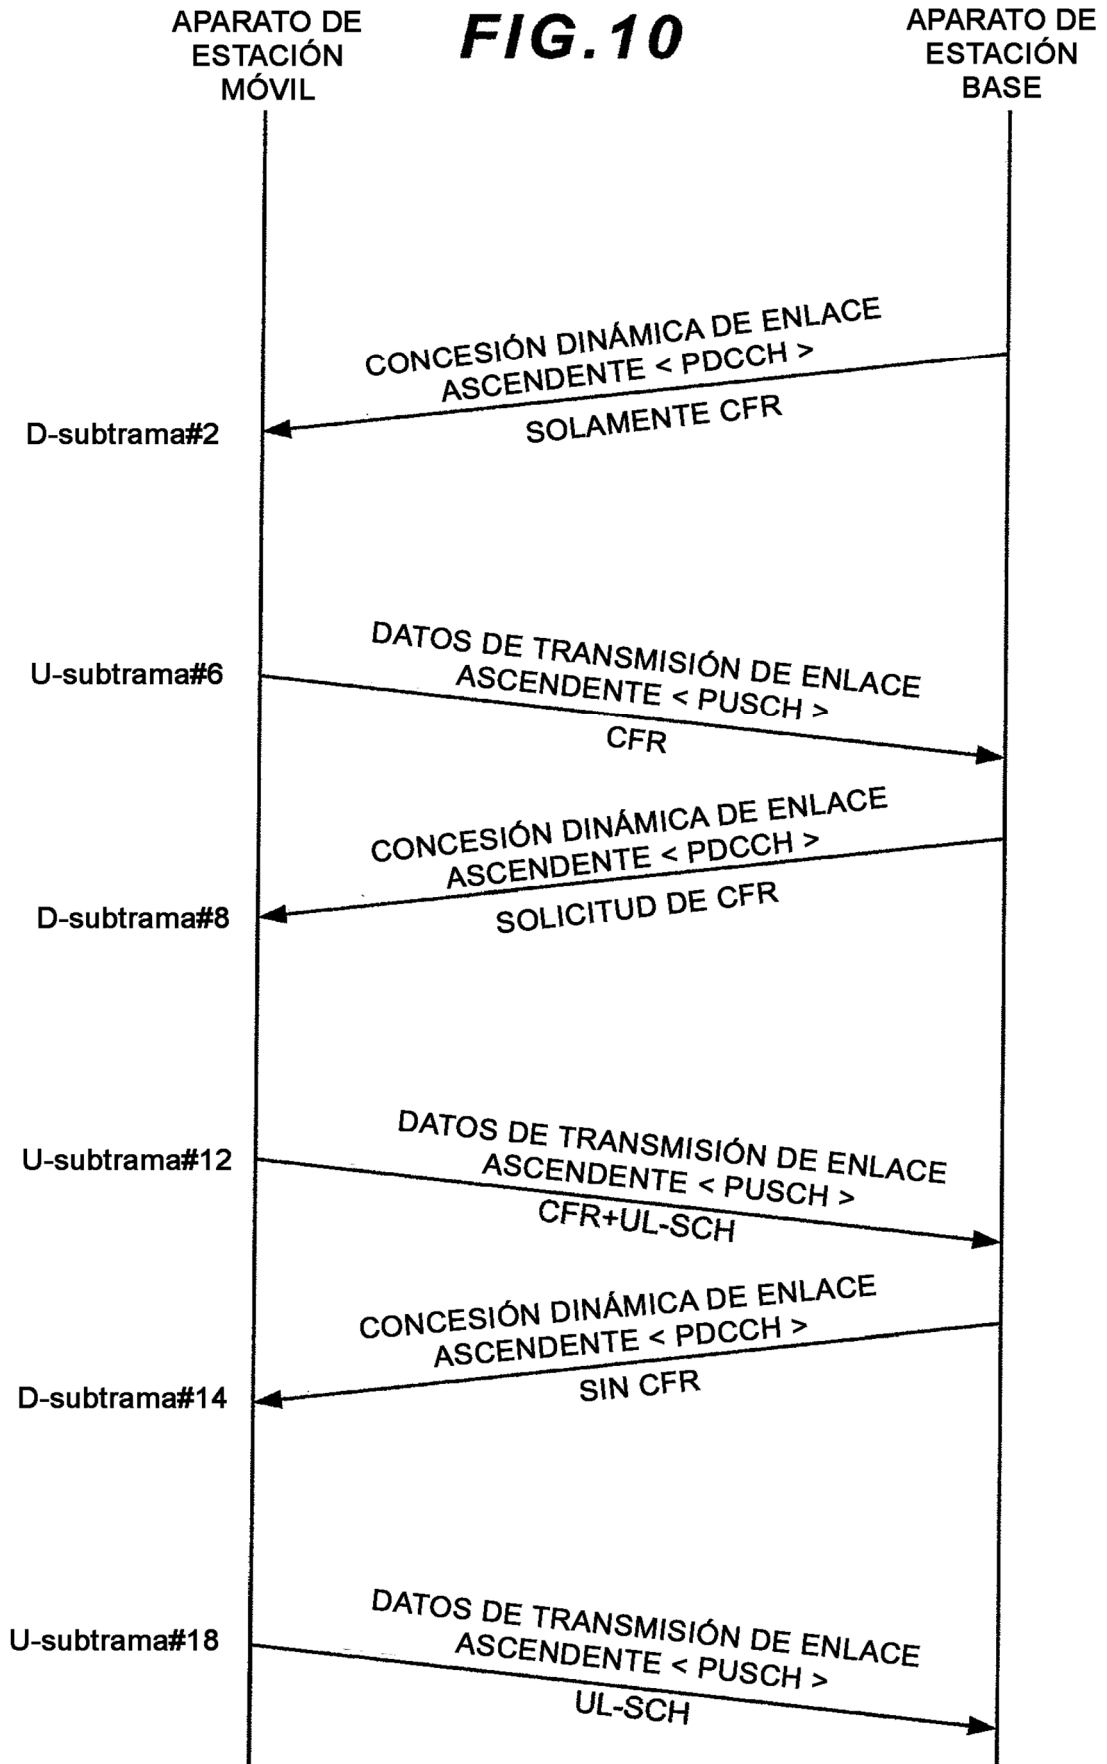 FIG.10
APARATO DE
ESTACIÓN
MÓVIL
APARATO DE
ESTACIÓN
BASE
CONCESIÓN DINÁMICA DE ENLACE
ASCENDENTE < PDCCH >
SOLAMENTE CFR
D-subtrama#2
DATOS DE TRANSMISIÓN DE ENLACE
ASCENDENTE < PUSCH >
U-subtrama#6
CFR
CONCESIÓN DINÁMICA DE ENLACE
ASCENDENTE < PDCCH >
SOLICITUD DE CFR
D-subtrama#8
DATOS DE TRANSMISIÓN DE ENLACE
ASCENDENTE < PUSCH >
U-subtrama#12
CFR+UL-SCH
CONCESIÓN DINÁMICA DE ENLACE
ASCENDENTE < PDCCH >
SIN CFR
D-subtrama#14
DATOS DE TRANSMISIÓN DE ENLACE
ASCENDENTE < PUSCH >
U-subtrama#18
UL-SCH